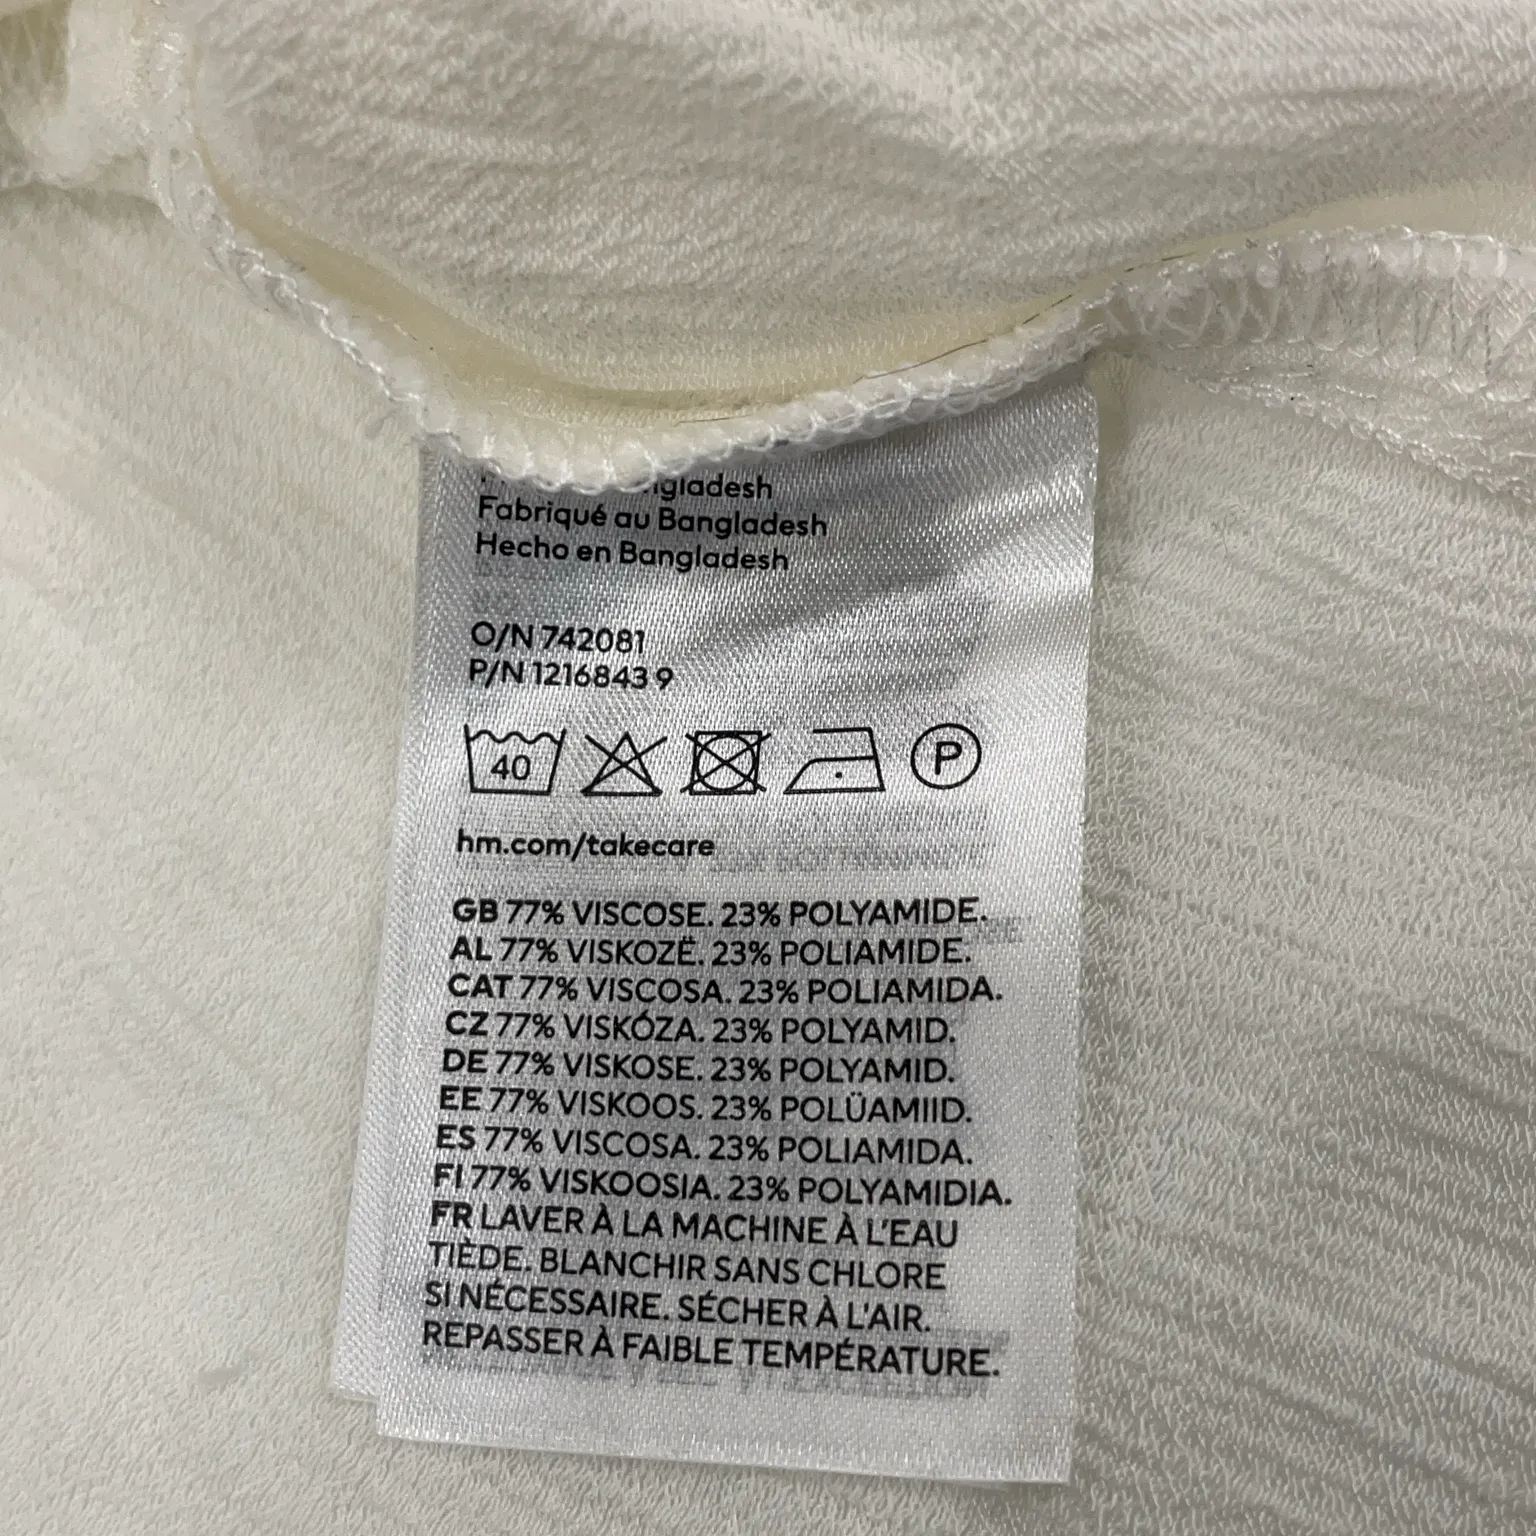 Bangladesh
Fabriqué au Bangladesh
Hecho en Bangladesh
O/N 742081
P/N 1216843 9
40
P
hm.com/takecare
GB 77% VISCOSE. 23% POLYAMIDE.
AL 77% VISKOZË. 23% POLIAMIDE.
CAT 77% VISCOSA. 23% POLIAMIDA.
CZ 77% VISKÓZA. 23% POLYAMID.
DE 77% VISKOSE. 23% POLYAMID.
EE 77% VISKOOS. 23% POLÜAMIID.
ES 77% VISCOSA. 23% POLIAMIDA.
FI 77% VISKOOSIA. 23% POLYAMIDIA.
FR LAVER À LA MACHINE À L'EAU
TIÈDE. BLANCHIR SANS CHLORE
SI NÉCESSAIRE. SÉCHER À L'AIR.
REPASSER À FAIBLE TEMPÉRATURE.